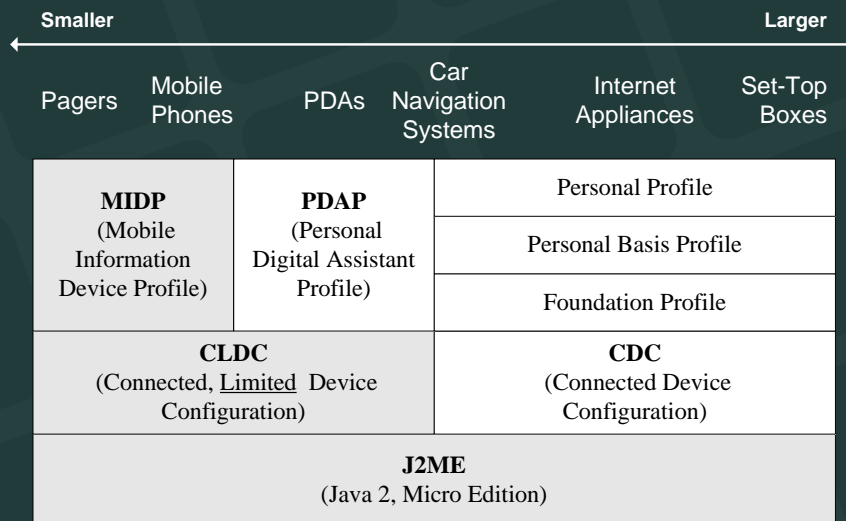 Smaller
Larger
Pagers
Mobile
Phones
PDAs
Car
Navigation
Systems
Internet
Appliances
Set-Top
Boxes
MIDP
(Mobile
Information
Device Profile)
PDAP
(Personal
Digital Assistant
Profile)
Personal Profile
Personal Basis Profile
Foundation Profile
CLDC
(Connected, Limited Device
Configuration)
CDC
(Connected Device
Configuration)
J2ME
(Java 2, Micro Edition)